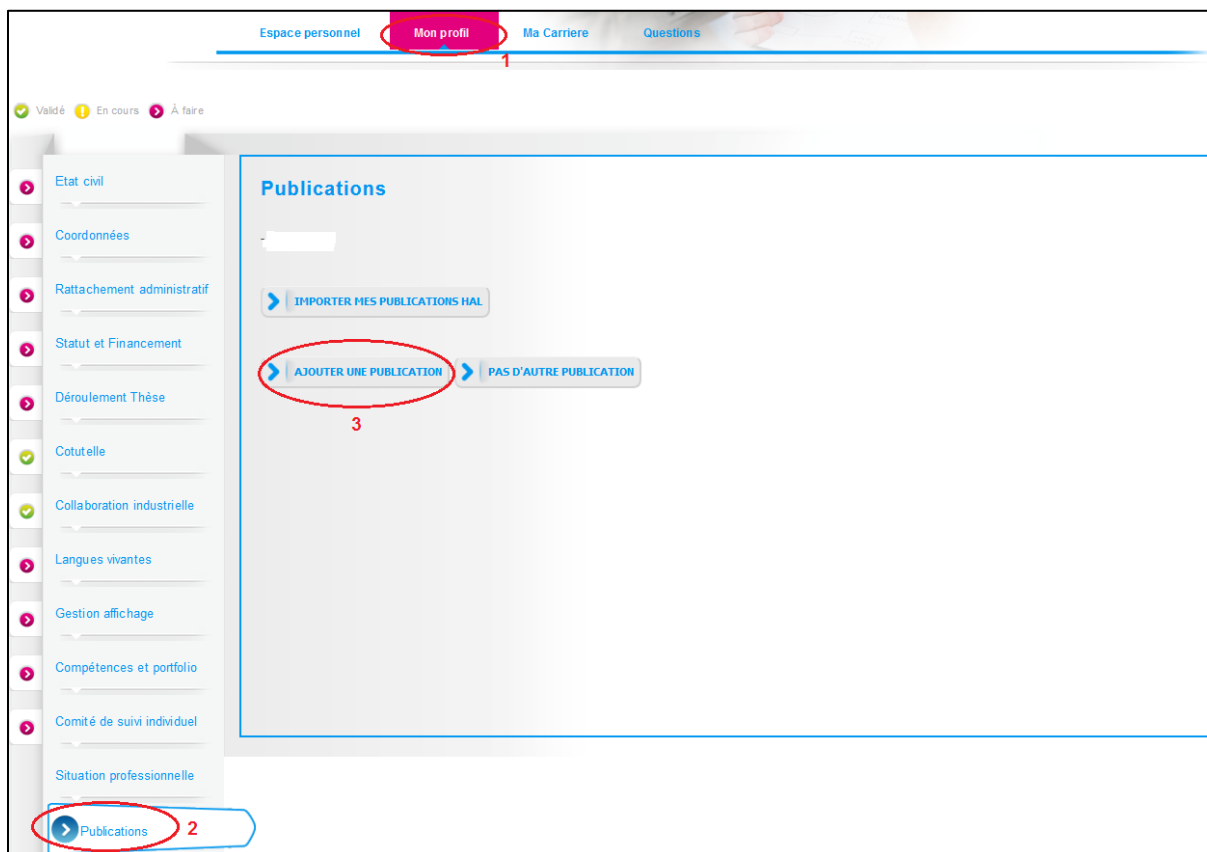 Espace personnel Mon profil Ma Carriere Questions
1
Validé En cours À faire
Etat civil
Publications
Coordonnées
-
Rattachement administratif
IMPORTER MES PUBLICATIONS HAL
Statut et Financement
AJOUTER UNE PUBLICATION PAS D'AUTRE PUBLICATION
Déroulement Thèse
3
Cotutelle
Collaboration industrielle
Langues vivantes
Gestion affichage
Compétences et portfolio
Comité de suivi individuel
Situation professionnelle
Publications 2